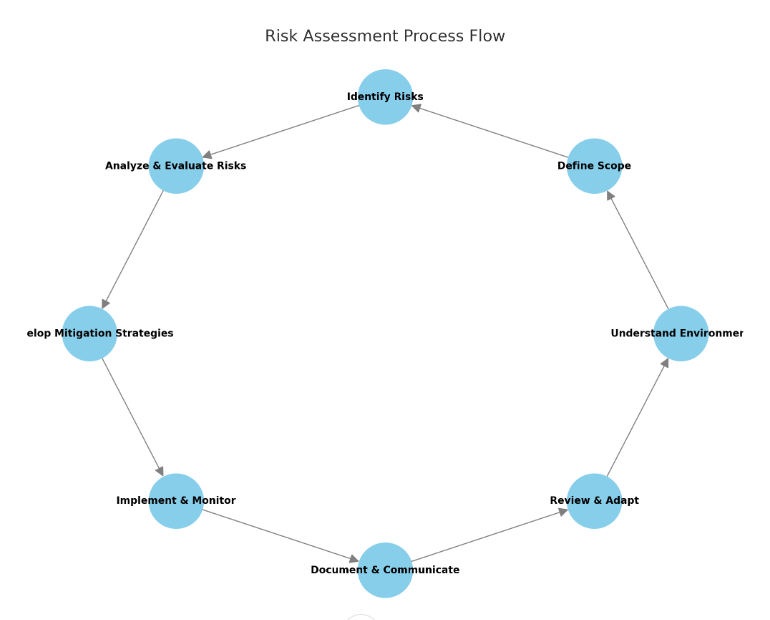 Risk Assessment Process Flow
Identify Risks
Analyze & Evaluate Risks
Define Scope
elop Mitigation Strategies
Understand Environmer
Implement & Monitor
Review & Adapt
Document & Communicate